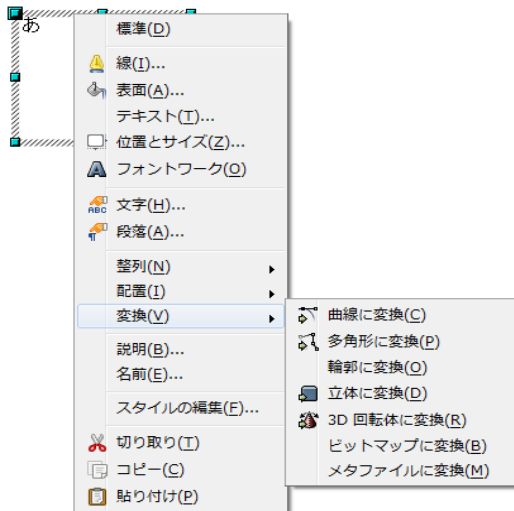 あ
標準(D)
線(I)...
表面(A)...
テキスト(T)...
位置とサイズ(Z)...
フォントワーク(O)
ABC
文字(H)...
段落(A)...
整列(N)
配置(I)
変換(V)
説明(B)...
名前(E)...
スタイルの編集(F)...
切り取り(T)
コピー(C)
貼り付け(P)
曲線に変換(C)
多角形に変換(P)
輪郭に変換(O)
立体に変換(D)
3D 回転体に変換(R)
ビットマップに変換(B)
メタファイルに変換(M)